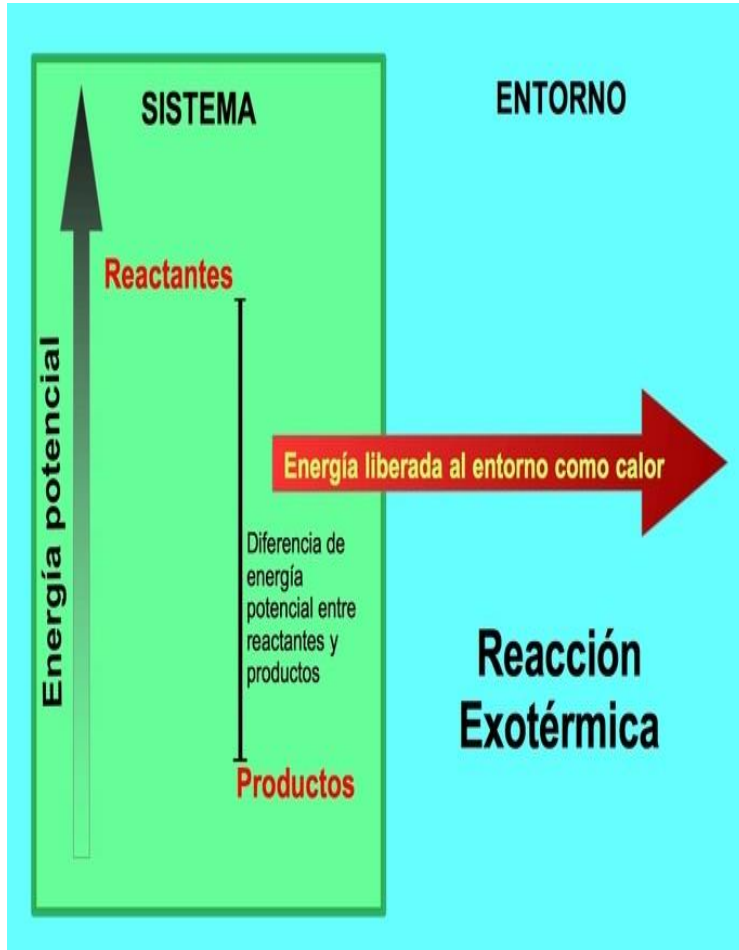 SISTEMA
ENTORNO
Reactantes
Energía potencial
Energía liberada al entorno como calor
Diferencia de
energía
potencial entre
reactantes y
productos
Reacción
Exotérmica
Productos